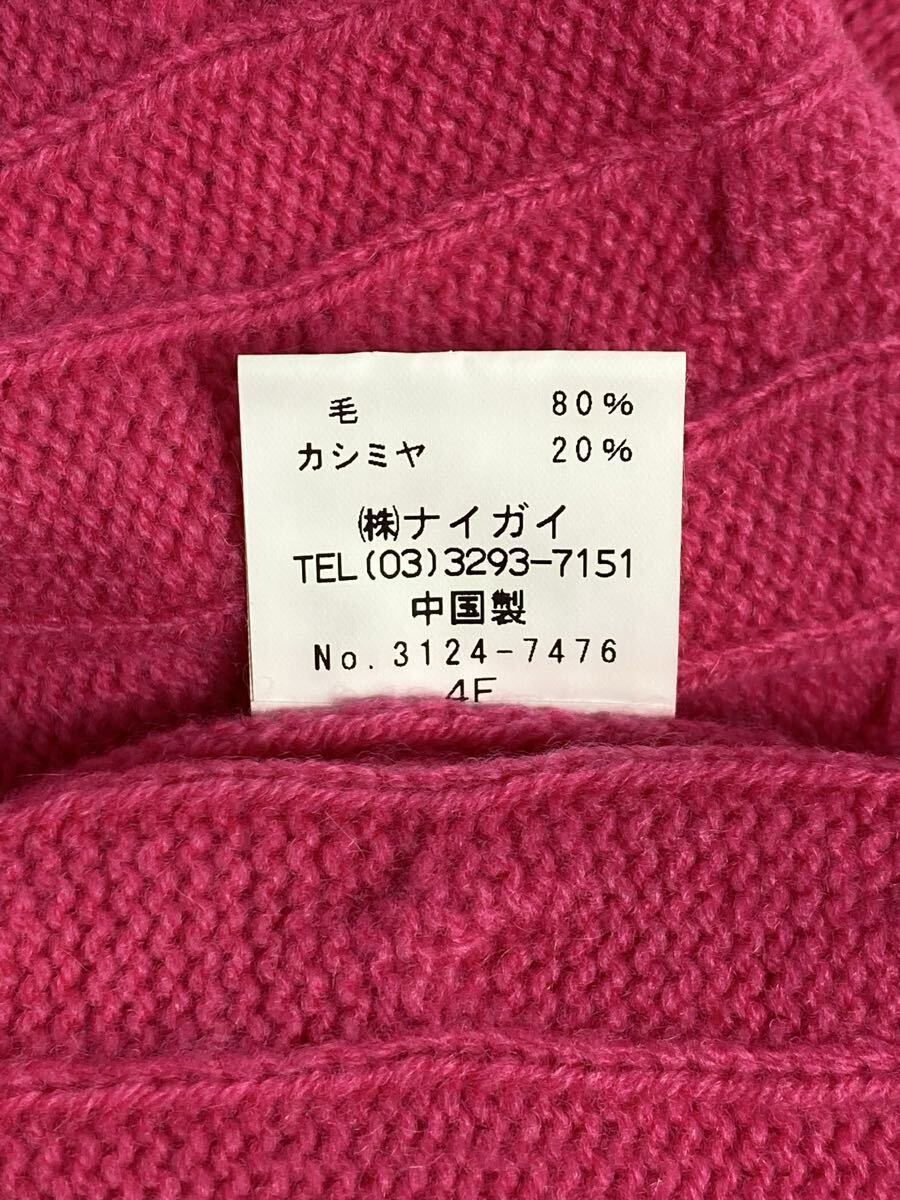 毛 80%
カシミヤ 20%
㈱ナイガイ
TEL(03)3293-7151
中国製
No.3124-7476